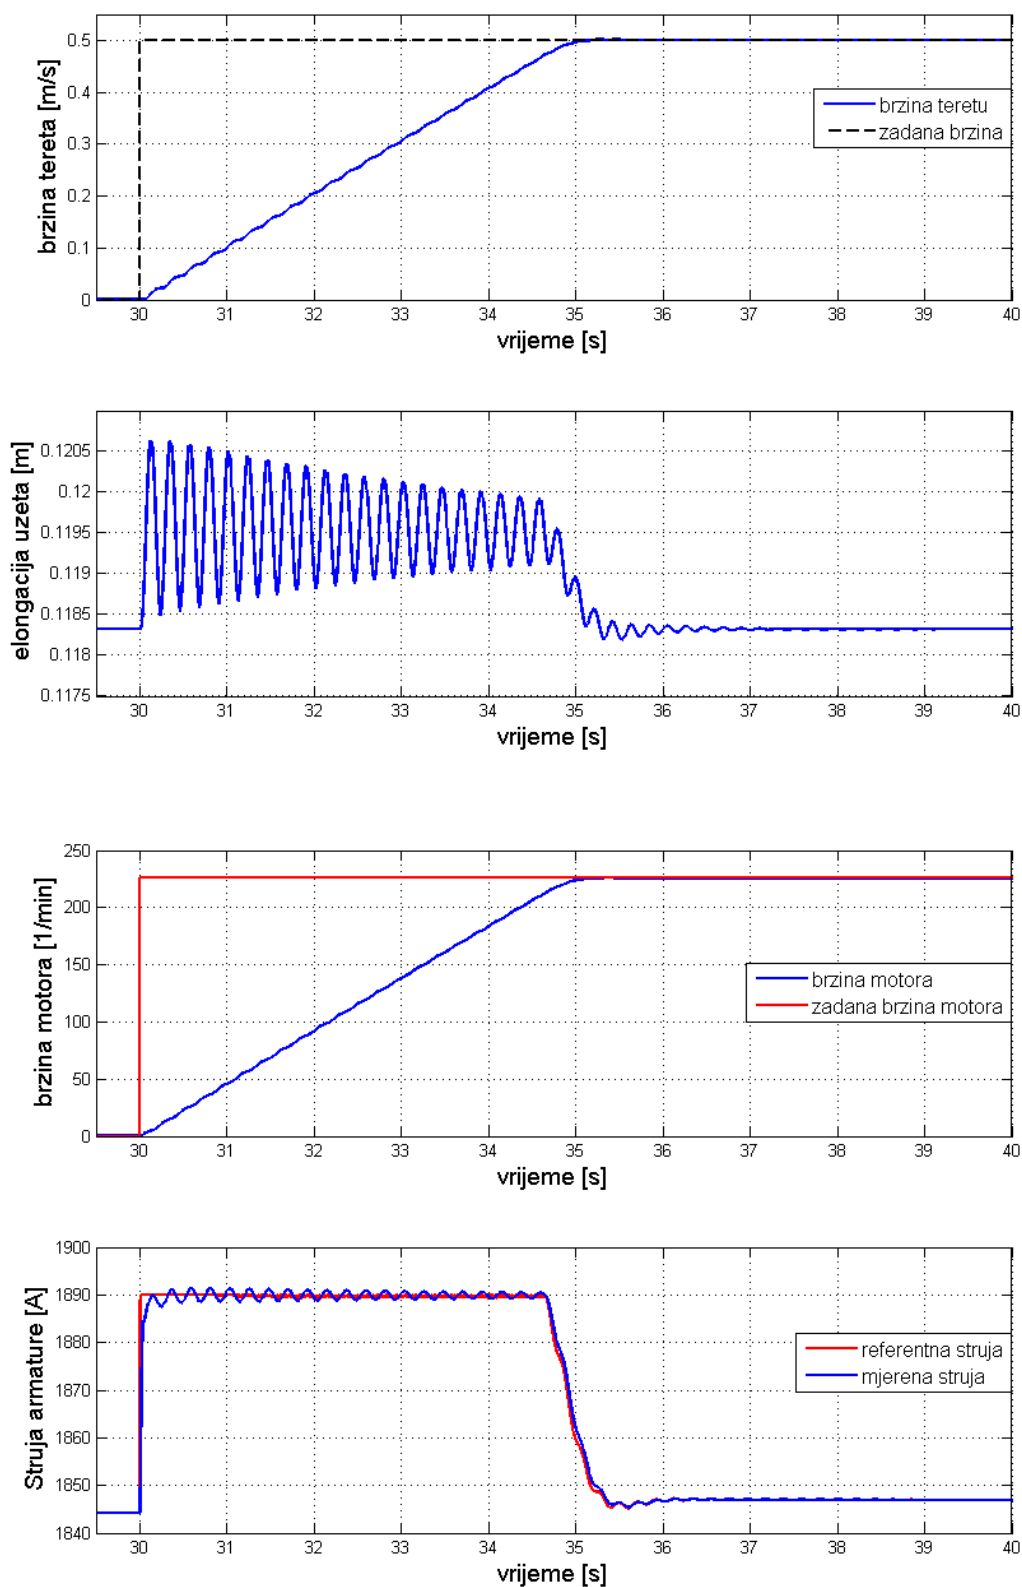 brzina tereta [m/s]
0.5
0.4
0.3
0.2
0.1
0
brzina teretu
zadana brzina
30 31 32 33 34 35 36 37 38 39 40
vrijeme [s]
elongacija uzeta [m]
0.1205
0.12
0.1195
0.119
0.1185
0.118
0.1175
30 31 32 33 34 35 36 37 38 39 40
vrijeme [s]
brzina motora [1/min]
250
200
150
100
50
0
brzina motora
zadana brzina motora
30 31 32 33 34 35 36 37 38 39 40
vrijeme [s]
Struja armature [A]
1900
1890
1880
1870
1860
1850
1840
referentna struja
mjerena struja
30 31 32 33 34 35 36 37 38 39 40
vrijeme [s]